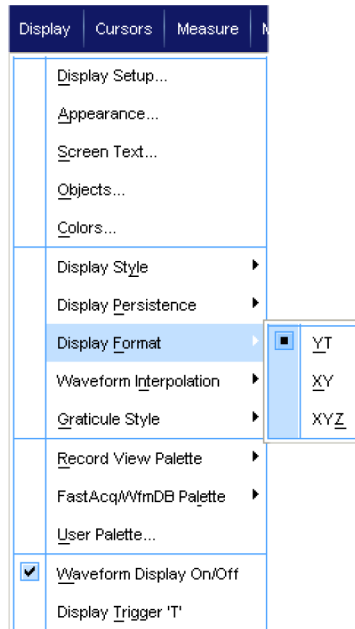 Display Cursors Measure
Display Setup...
Appearance...
Screen Text...
Objects...
Colors...
Display Style
Display Persistence
Display Format
YT
Waveform Interpolation
XY
Graticule Style
XYZ
Record View Palette
FastAcq/WfmDB Palette
User Palette...
Waveform Display On/Off
Display Trigger 'T'